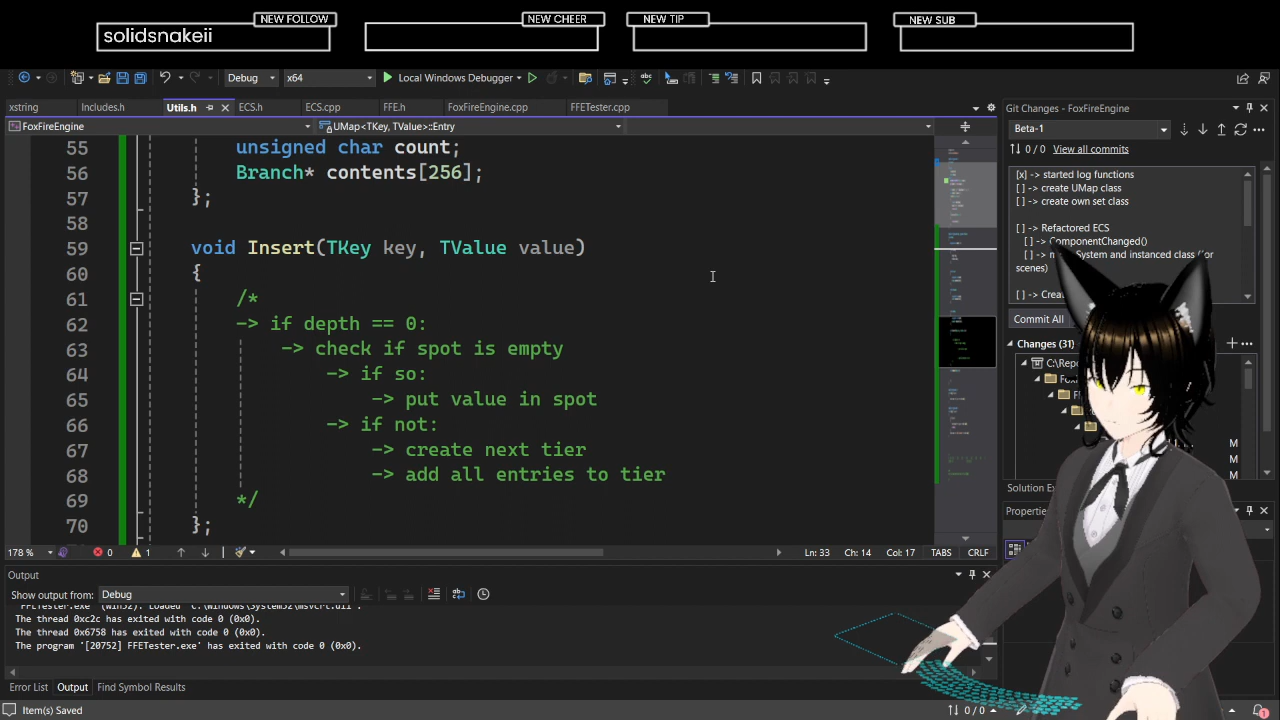 NEW FOLLOW
solidsnakeii
NEW CHEER
NEW TIP
NEW SUB
Debug
x64
Local Windows Debugger
xstring
Includes.h
Utils.h
ECS.h
ECS.cpp
FFE.h
FoxFireEngine.cpp
FFETester.cpp
Git Changes - FoxFireEngine
FoxFireEngine
UMap<TKey, TValue>::Entry
Beta-1
0 / 0 View all commits
[x] -> started log functions
[ ] -> create UMap class
[ ] -> create own set class
[ ] -> Refactored ECS
[ ] -> ComponentChanged()
System and instanced class (for
scenes)
Commit All
Changes (31)
55 unsigned char count;
56 Branch* contents[256];
57 };
58
59 void Insert(TKey key, TValue value)
60 {
61 /*
62 -> if depth == 0:
63 -> check if spot is empty
64 -> if so:
65 -> put value in spot
66 -> if not:
67 -> create next tier
68 -> add all entries to tier
69 */
70 };
M
M
M
178 %
0
1
Ln: 33
Ch: 14
Col: 17
TABS
CRLF
Output
Show output from:
Debug
The thread 0xc2c has exited with code 0 (0x0).
The thread 0x6758 has exited with code 0 (0x0).
The program '[20752] FFETester.exe' has exited with code 0 (0x0).
Error List
Output
Find Symbol Results
Item(s) Saved
0 / 0
1